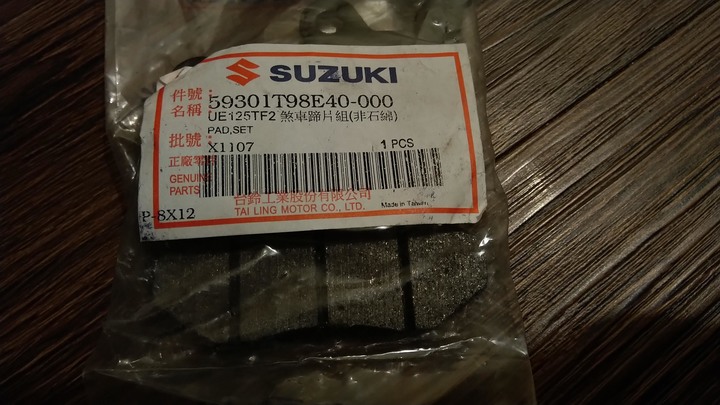 SUZUKI
件號：59301T98E40-000
名稱：UE125TF2 煞車蹄片組(非石綿)
PAD,SET
批號：X1107 1 PCS
正廠零
GENUINE
PARTS
台鈴工業股份有限公司
TAI LING MOTOR CO., LTD. Made in Taiwan
P-8X12